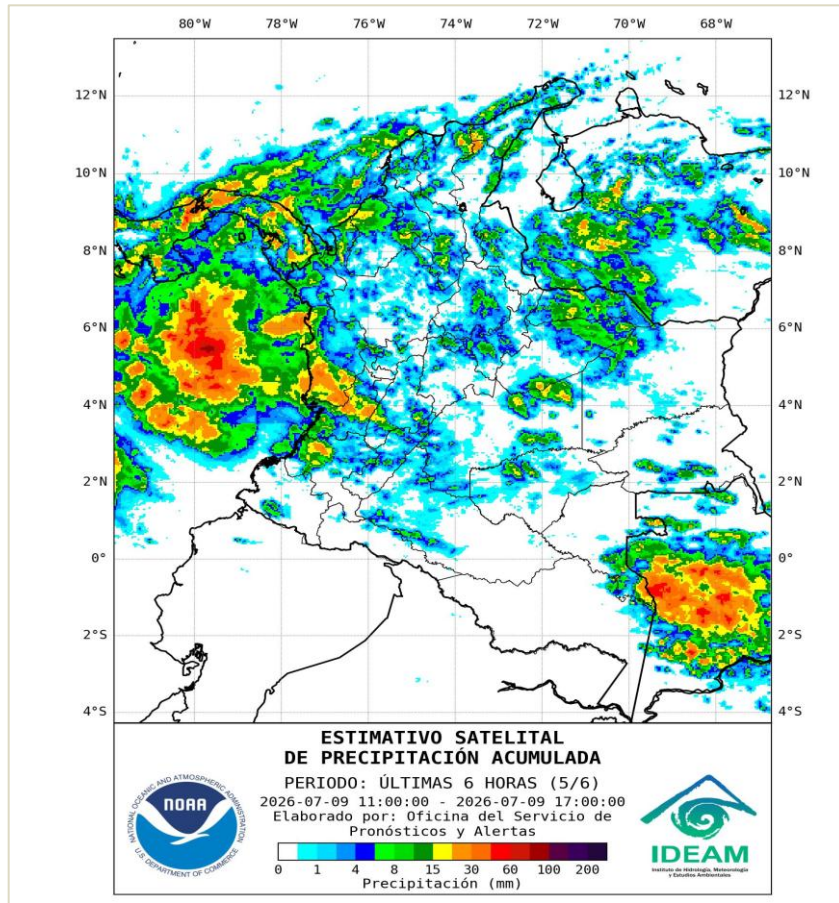 80°W 78°W 76°W 74°W 72°W 70°W 68°W
12°N 12°N
10°N 10°N
8°N 8°N
6°N 6°N
4°N 4°N
2°N 2°N
0° 0°
2°S 2°S
4°S 4°S
ESTIMATIVO SATELITAL
DE PRECIPITACIÓN ACUMULADA
PERIODO: ÚLTIMAS 6 HORAS (5/6)
2026-07-09 11:00:00 - 2026-07-09 17:00:00
Elaborado por: Oficina del Servicio de
Pronósticos y Alertas
0 1 4 8 15 30 60 100 200
Precipitación (mm)
NATIONAL OCEANIC AND ATMOSPHERIC ADMINISTRATION
NOAA
U.S. DEPARTMENT OF COMMERCE
IDEAM
Instituto de Hidrología, Meteorología
y Estudios Ambientales